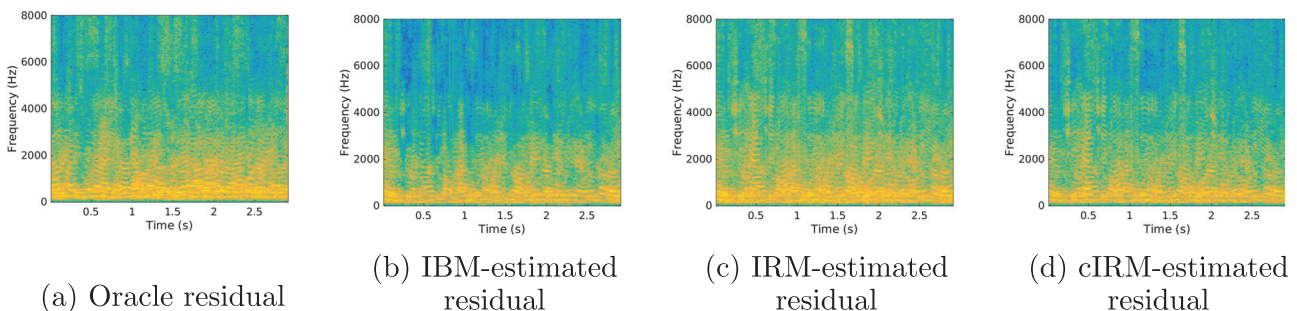 8000
6000
4000
2000
0
Frequency (Hz)
0.5 1 1.5 2 2.5
Time (s)
(a) Oracle residual
8000
6000
4000
2000
0
Frequency (Hz)
0.5 1 1.5 2 2.5
Time (s)
(b) IBM-estimated
residual
8000
6000
4000
2000
0
Frequency (Hz)
0.5 1 1.5 2 2.5
Time (s)
(c) IRM-estimated
residual
8000
6000
4000
2000
0
Frequency (Hz)
0.5 1 1.5 2 2.5
Time (s)
(d) cIRM-estimated
residual